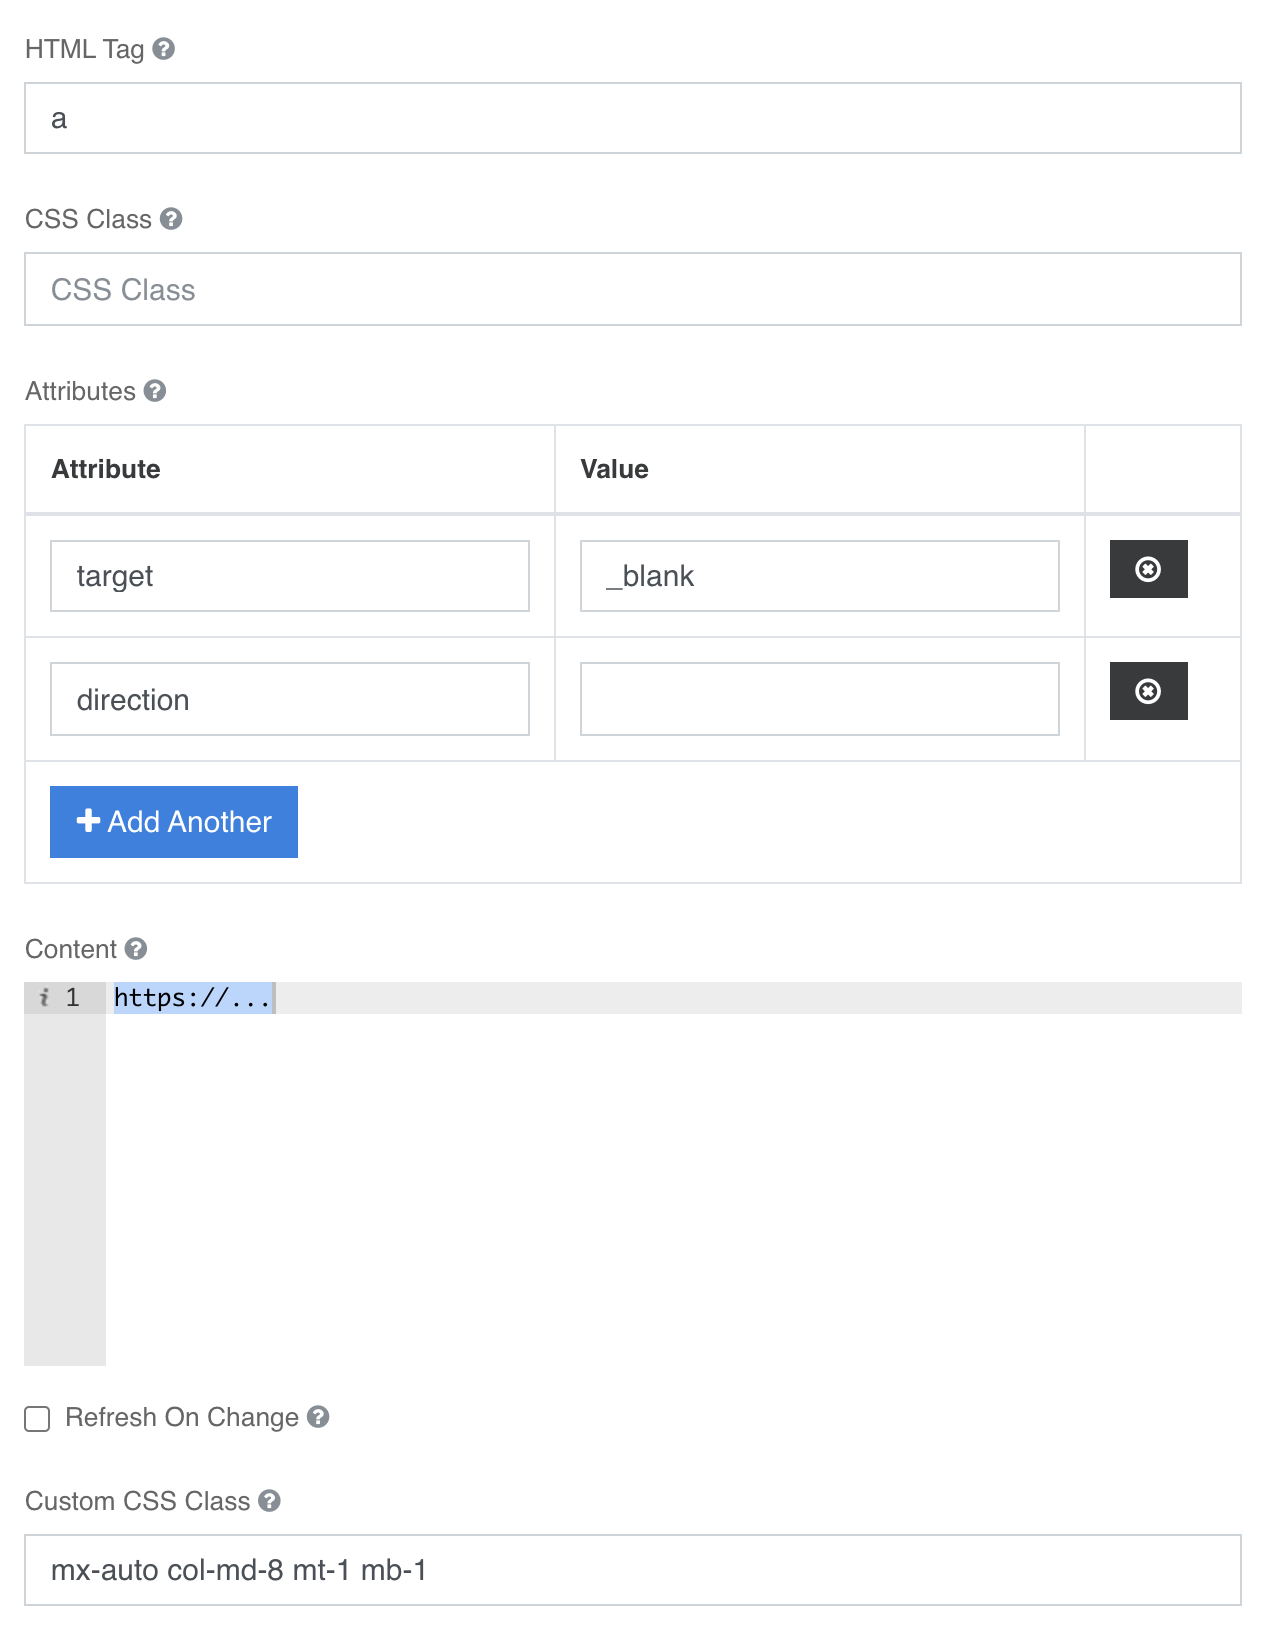 HTML Tag
a
CSS Class
CSS Class
Attributes
Attribute Value
target _blank
direction
Add Another
Content
1 https://...
Refresh On Change
Custom CSS Class
mx-auto col-md-8 mt-1 mb-1